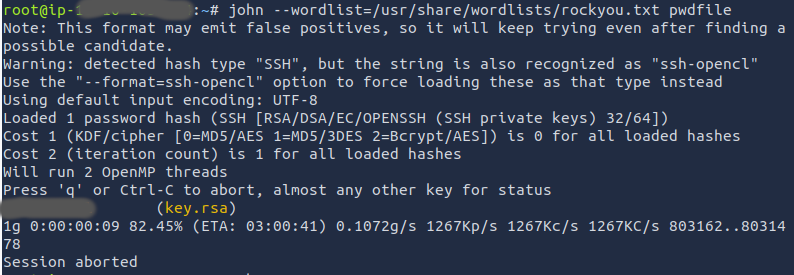 root@ip- :~# john --wordlist=/usr/share/wordlists/rockyou.txt pwdfile
Note: This format may emit false positives, so it will keep trying even after finding a
possible candidate.
Warning: detected hash type "SSH", but the string is also recognized as "ssh-opencl"
Use the "--format=ssh-opencl" option to force loading these as that type instead
Using default input encoding: UTF-8
Loaded 1 password hash (SSH [RSA/DSA/EC/OPENSSH (SSH private keys) 32/64])
Cost 1 (KDF/cipher [0=MD5/AES 1=MD5/3DES 2=Bcrypt/AES]) is 0 for all loaded hashes
Cost 2 (iteration count) is 1 for all loaded hashes
Will run 2 OpenMP threads
Press 'q' or Ctrl-C to abort, almost any other key for status
(key.rsa)
1g 0:00:00:09 82.45% (ETA: 03:00:41) 0.1072g/s 1267Kp/s 1267Kc/s 1267KC/s 803162..80314
78
Session aborted